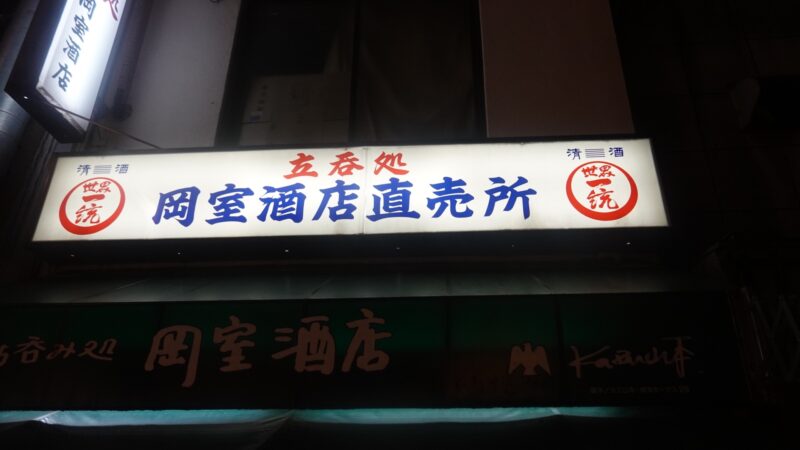 処
岡室酒店
立呑処
清酒
世界一統
岡室酒店直売所
清酒
世界一統
呑み処 岡室酒店